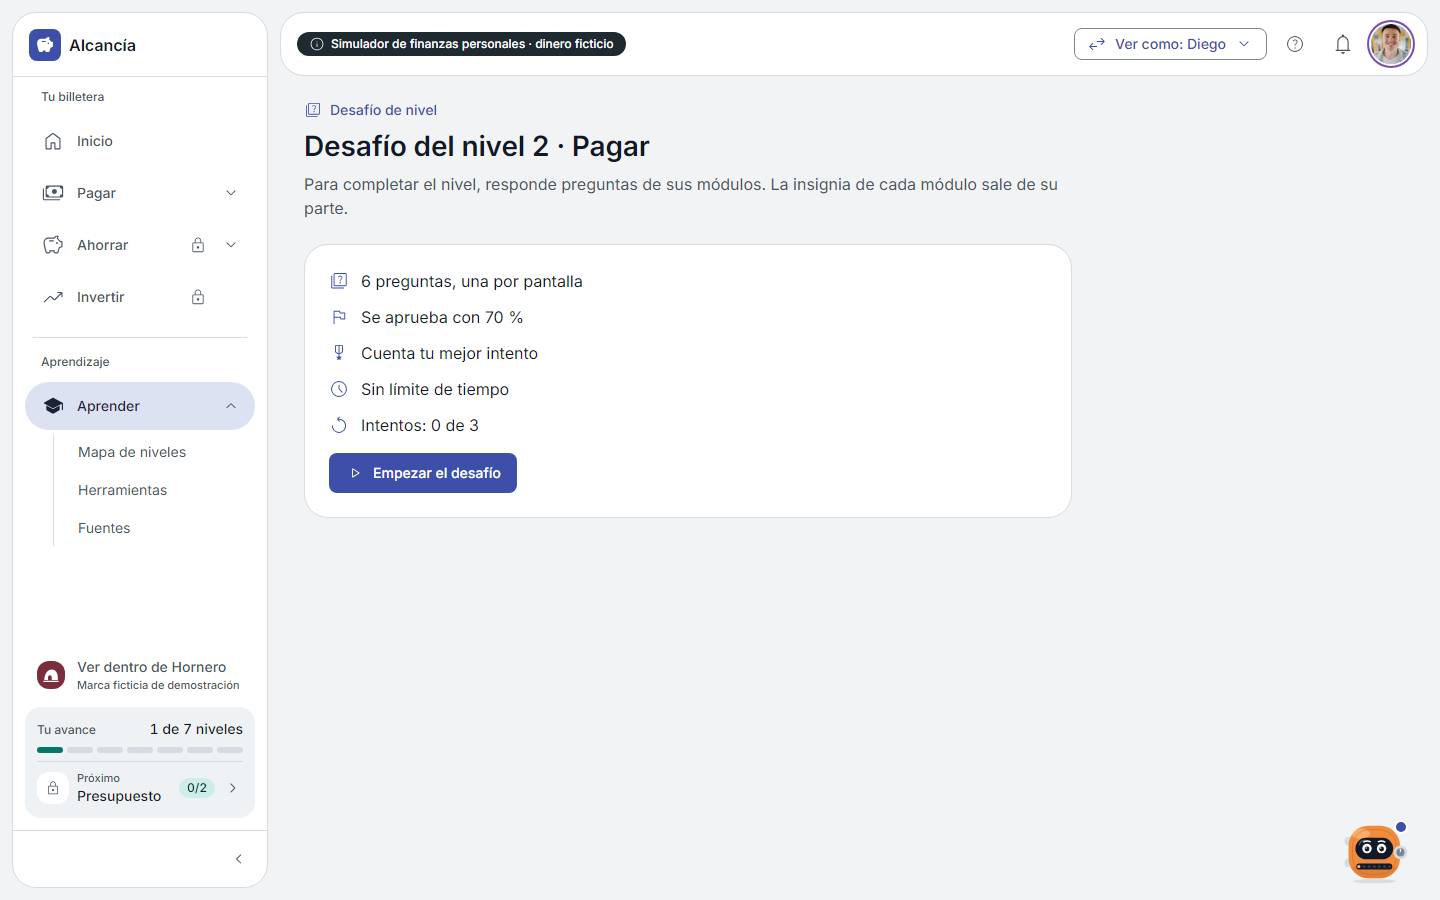 Alcancía
Tu billetera
Inicio
Pagar
Ahorrar
Invertir
Aprendizaje
Aprender
Mapa de niveles
Herramientas
Fuentes
Ver dentro de Hornero
Marca ficticia de demostración
Tu avance 1 de 7 niveles
Próximo
Presupuesto 0/2
Simulador de finanzas personales · dinero ficticio
Ver como: Diego
Desafío de nivel
Desafío del nivel 2 · Pagar
Para completar el nivel, responde preguntas de sus módulos. La insignia de cada módulo sale de su
parte.
6 preguntas, una por pantalla
Se aprueba con 70 %
Cuenta tu mejor intento
Sin límite de tiempo
Intentos: 0 de 3
Empezar el desafío